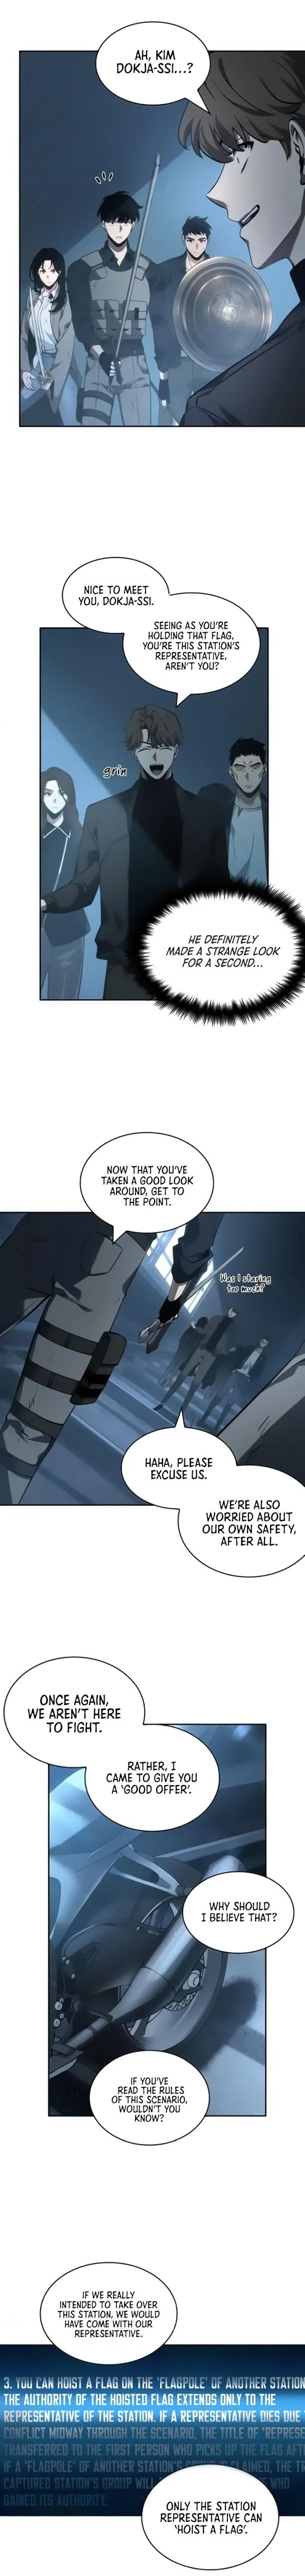 AH, KIM
DOKJA-SSI...?
NICE TO MEET
YOU, DOKJA-SSI.
SEEING AS YOU'RE
HOLDING THAT FLAG,
YOU'RE THIS STATION'S
REPRESENTATIVE,
AREN'T YOU?
grin
HE DEFINITELY
MADE A STRANGE LOOK
FOR A SECOND...
NOW THAT YOU'VE
TAKEN A GOOD LOOK
AROUND, GET TO
THE POINT.
Was I staring
too much?
HAHA, PLEASE
EXCUSE US.
WE'RE ALSO
WORRIED ABOUT
OUR OWN SAFETY,
AFTER ALL.
ONCE AGAIN,
WE AREN'T HERE
TO FIGHT.
RATHER, I
CAME TO GIVE YOU
A 'GOOD OFFER'.
WHY SHOULD
I BELIEVE THAT?
IF YOU'VE
READ THE RULES
OF THIS SCENARIO,
WOULDN'T YOU
KNOW?
IF WE REALLY
INTENDED TO TAKE OVER
THIS STATION, WE WOULD
HAVE COME WITH OUR
REPRESENTATIVE.
3. YOU CAN HOIST A FLAG ON THE 'FLAGPOLE' OF ANOTHER STATION
THE AUTHORITY OF THE HOISTED FLAG EXTENDS ONLY TO THE
REPRESENTATIVE OF THE STATION. IF A REPRESENTATIVE DIES DUE
CONFLICT MIDWAY THROUGH THE SCENARIO, THE TITLE OF 'REPRESE
TRANSFERRED TO THE FIRST PERSON WHO PICKS UP THE FLAG AFT
IF A 'FLAGPOLE' OF ANOTHER STATION'S GROUP IS CLAIMED, THE TR
CAPTURED STATION'S GROUP WILL WHO
GAINED ITS AUTHORITY.
ONLY THE STATION
REPRESENTATIVE CAN
'HOIST A FLAG'.